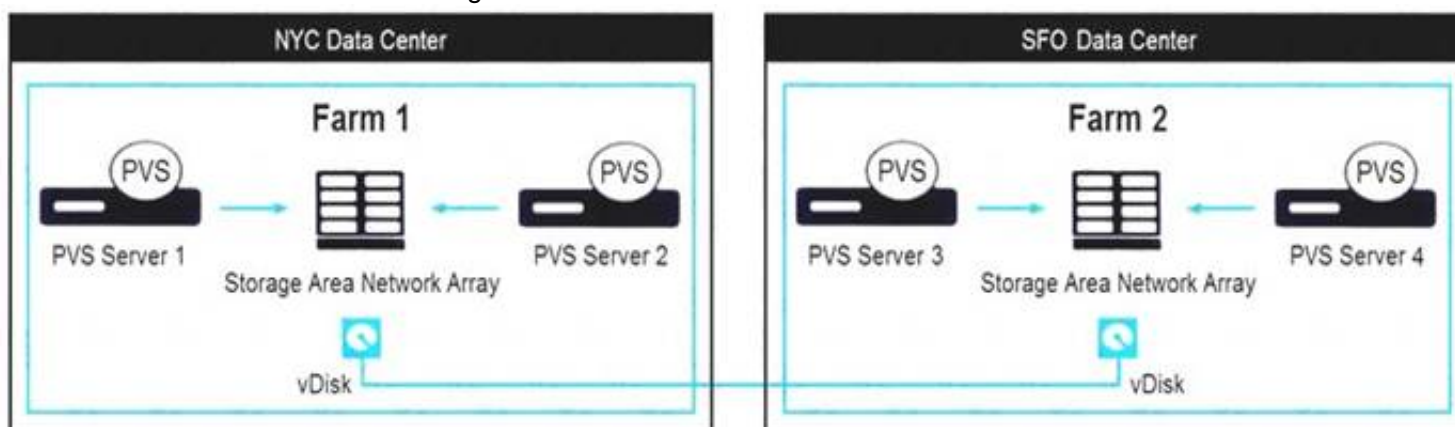 NYC Data Center
SFO Data Center
Farm 1
Farm 2
PVS
PVS
PVS
PVS
PVS Server 1
PVS Server 2
PVS Server 3
PVS Server 4
Storage Area Network Array
Storage Area Network Array
vDisk
vDisk